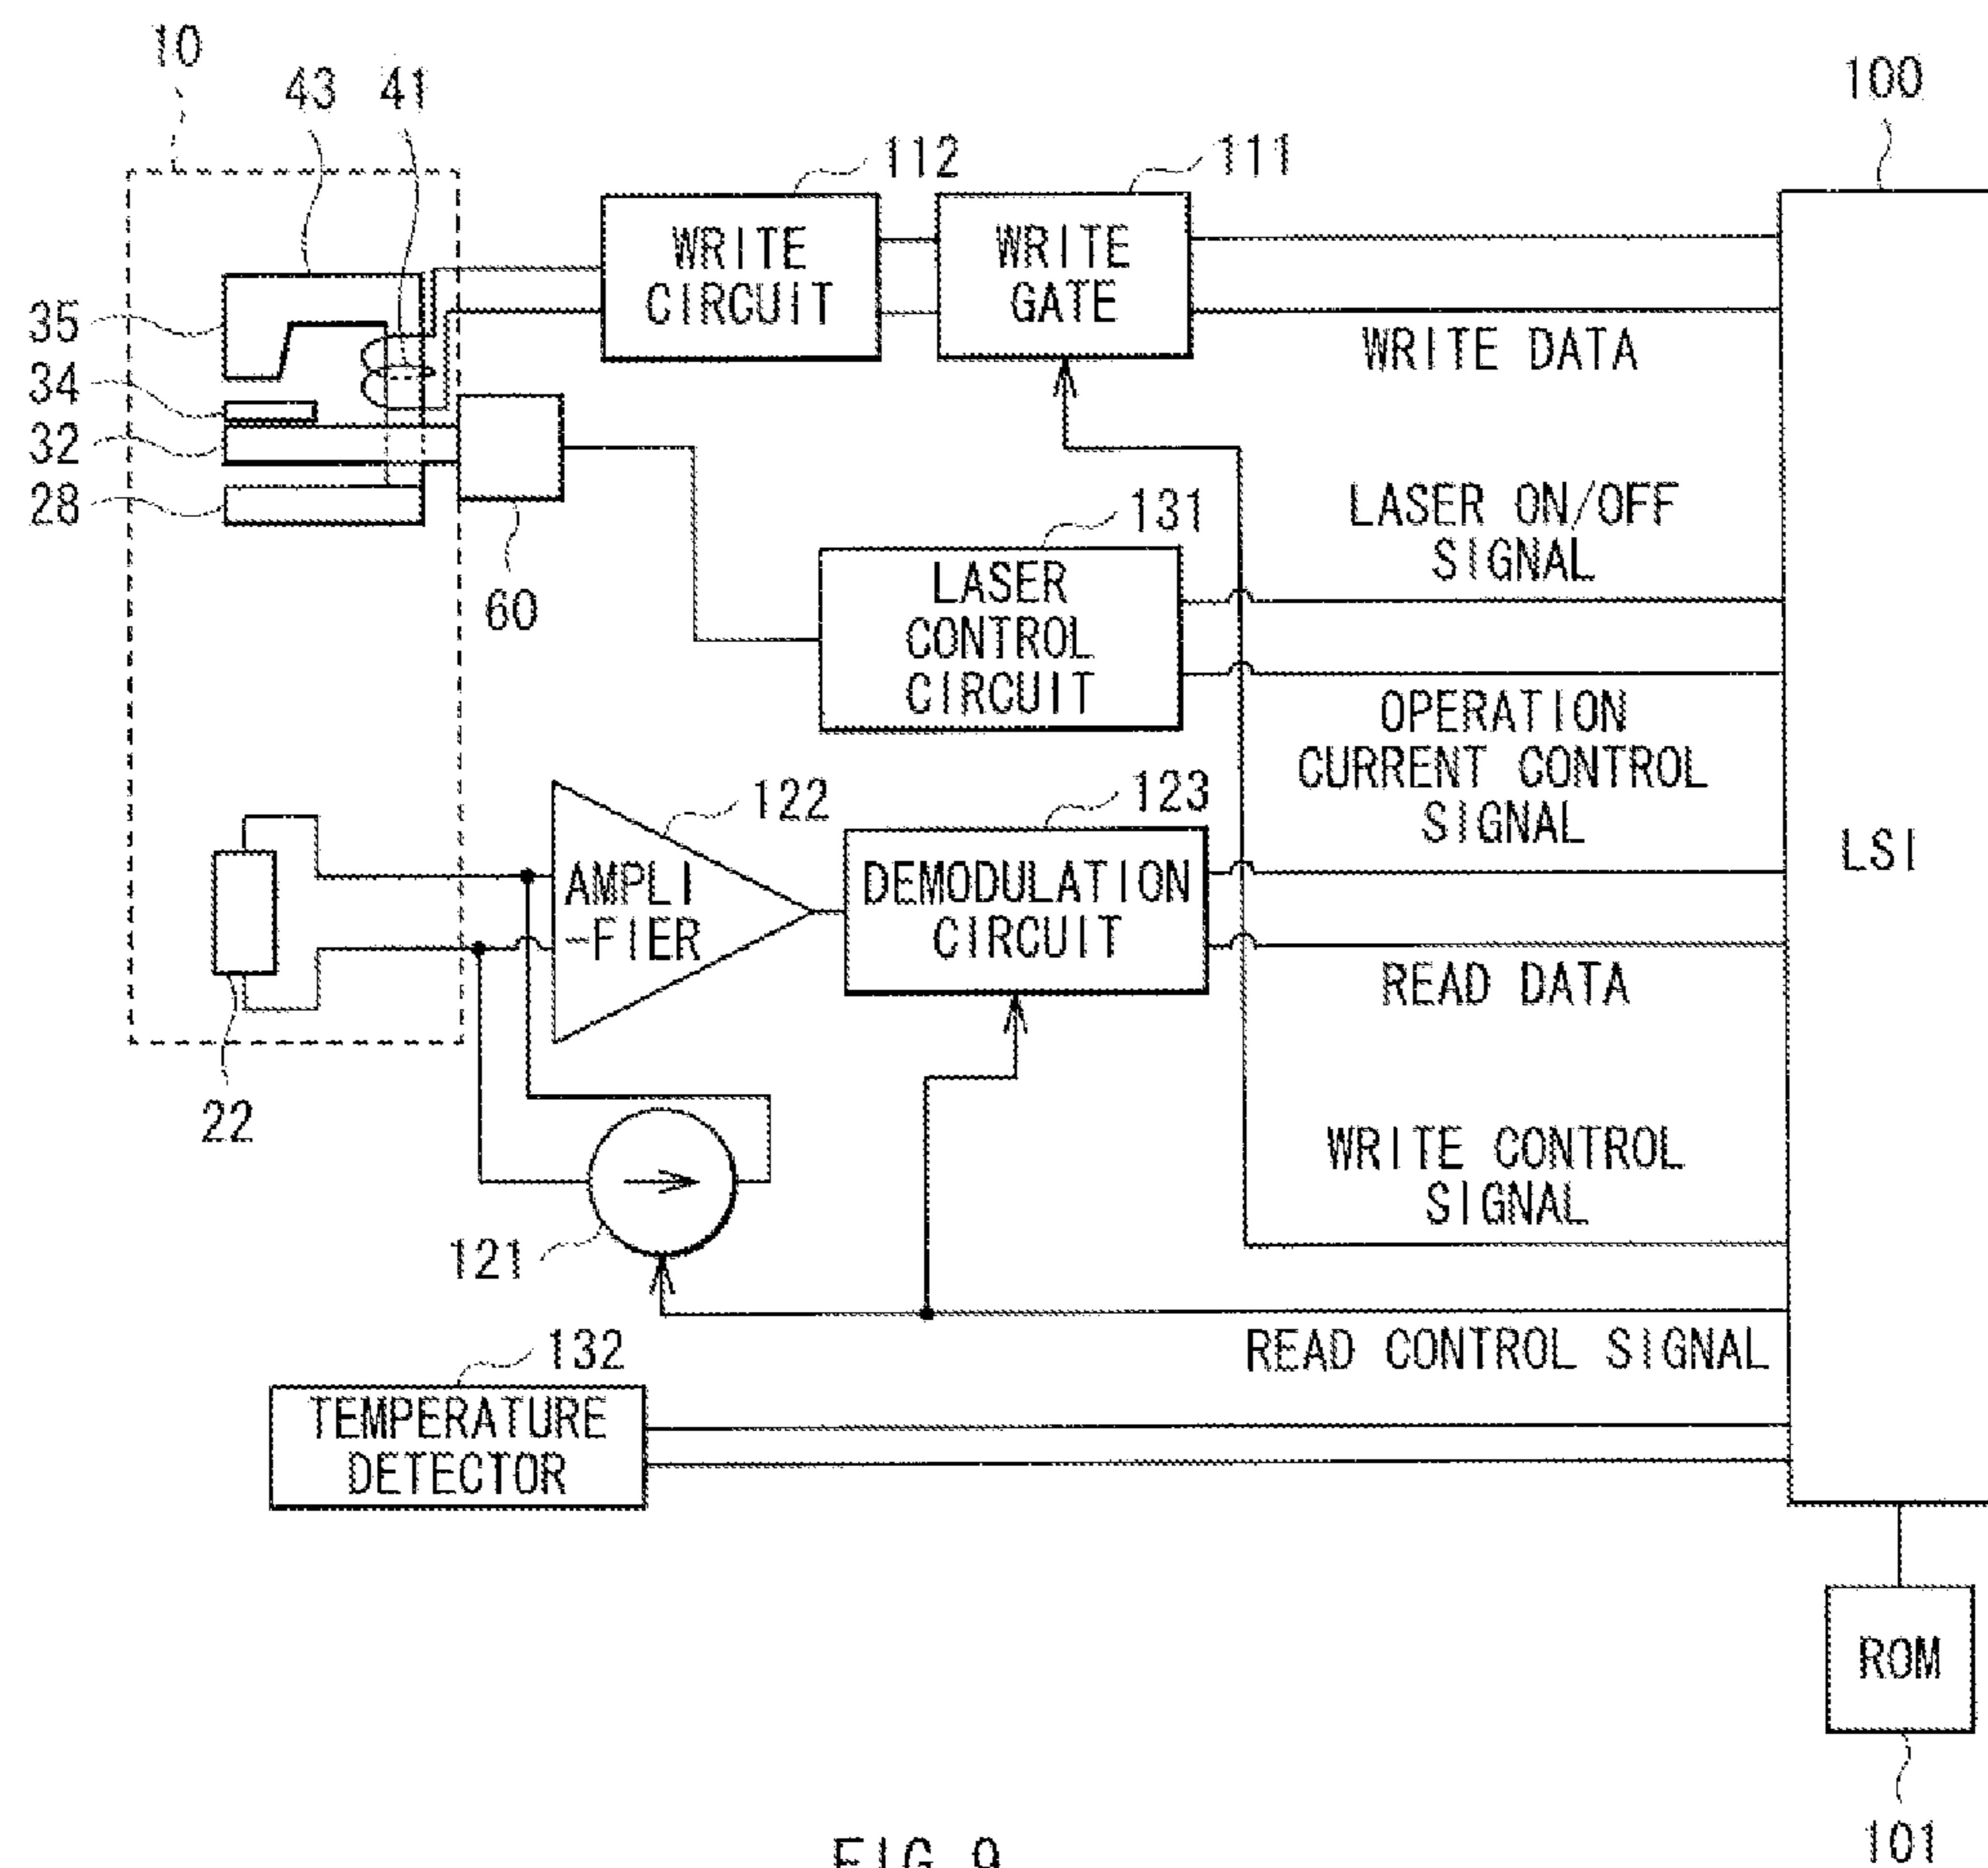 10
43
41
100
112
111
WRITE
CIRCUIT
WRITE
GATE
35
34
32
28
WRITE DATA
60
131
LASER ON/OFF
SIGNAL
LASER
CONTROL
CIRCUIT
OPERATION
CURRENT CONTROL
SIGNAL
122
123
LSI
AMPLI
-FIER
DEMODULATION
CIRCUIT
READ DATA
22
WRITE CONTROL
SIGNAL
121
READ CONTROL SIGNAL
132
TEMPERATURE
DETECTOR
ROM
101
FIG. 9